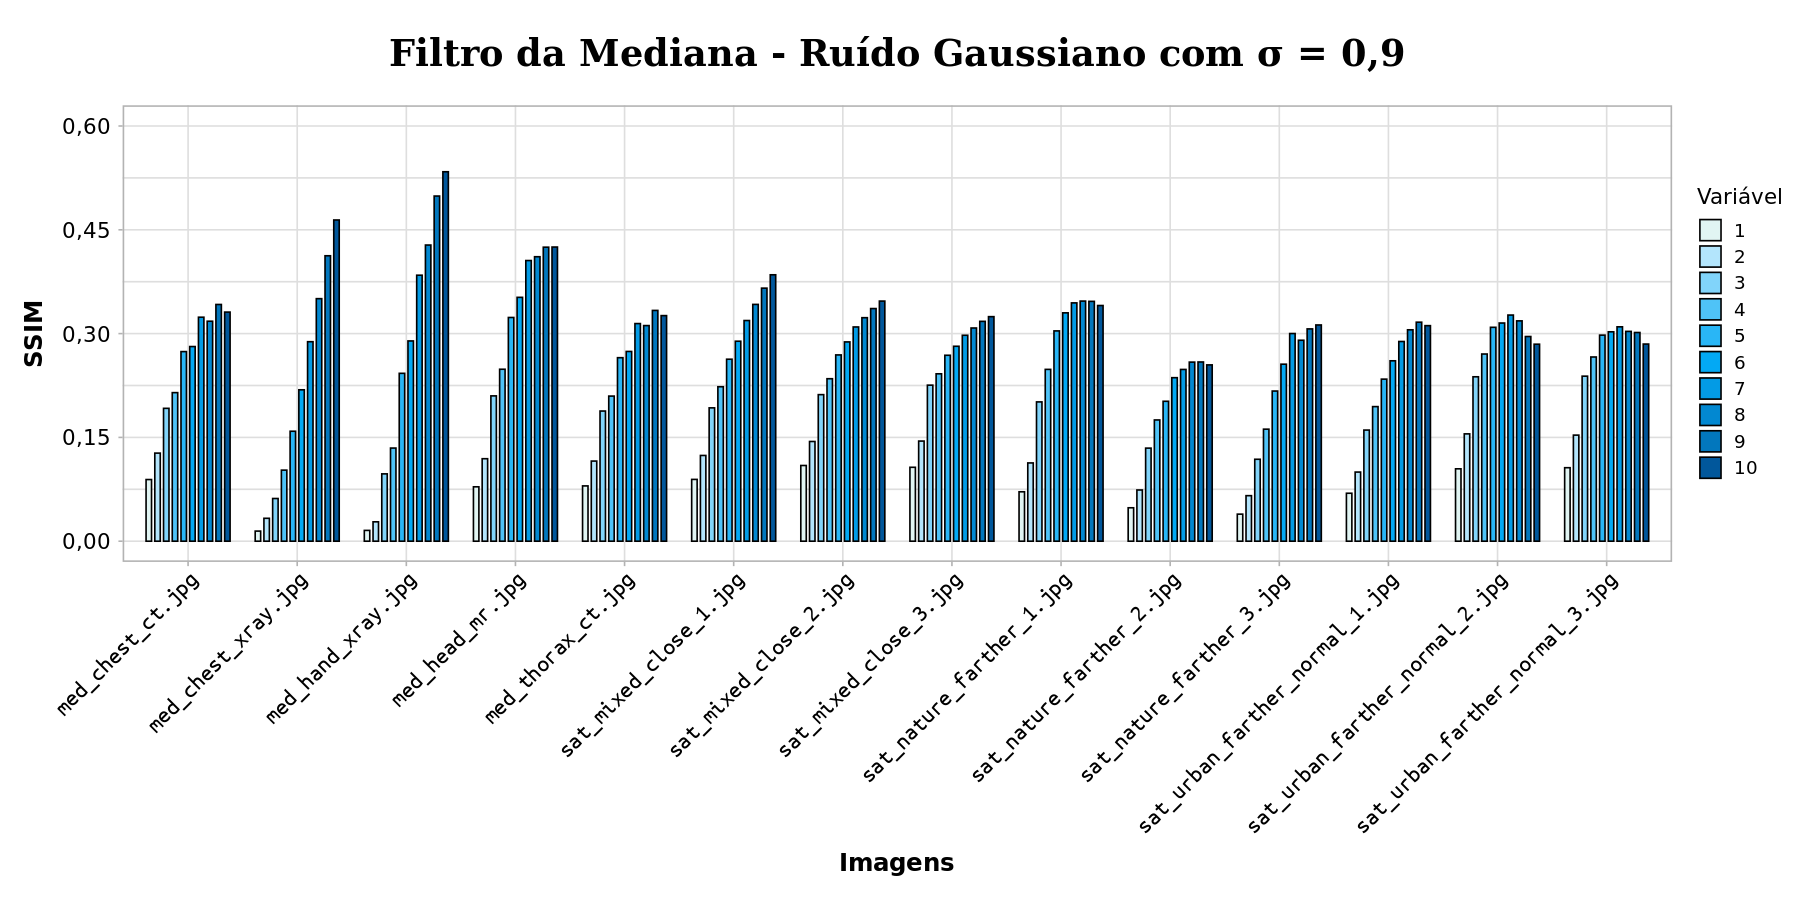 Filtro da Mediana - Ruído Gaussiano com σ = 0,9
0,60
0,45
0,30
0,15
0,00
SSIM
med_chest_ct.jpg
med_chest_xray.jpg
med_hand_xray.jpg
med_head_mr.jpg
med_thorax_ct.jpg
sat_mixed_close_1.jpg
sat_mixed_close_2.jpg
sat_mixed_close_3.jpg
sat_nature_farther_1.jpg
sat_nature_farther_2.jpg
sat_nature_farther_3.jpg
sat_urban_farther_normal_1.jpg
sat_urban_farther_normal_2.jpg
sat_urban_farther_normal_3.jpg
Imagens
Variável
1
2
3
4
5
6
7
8
9
10